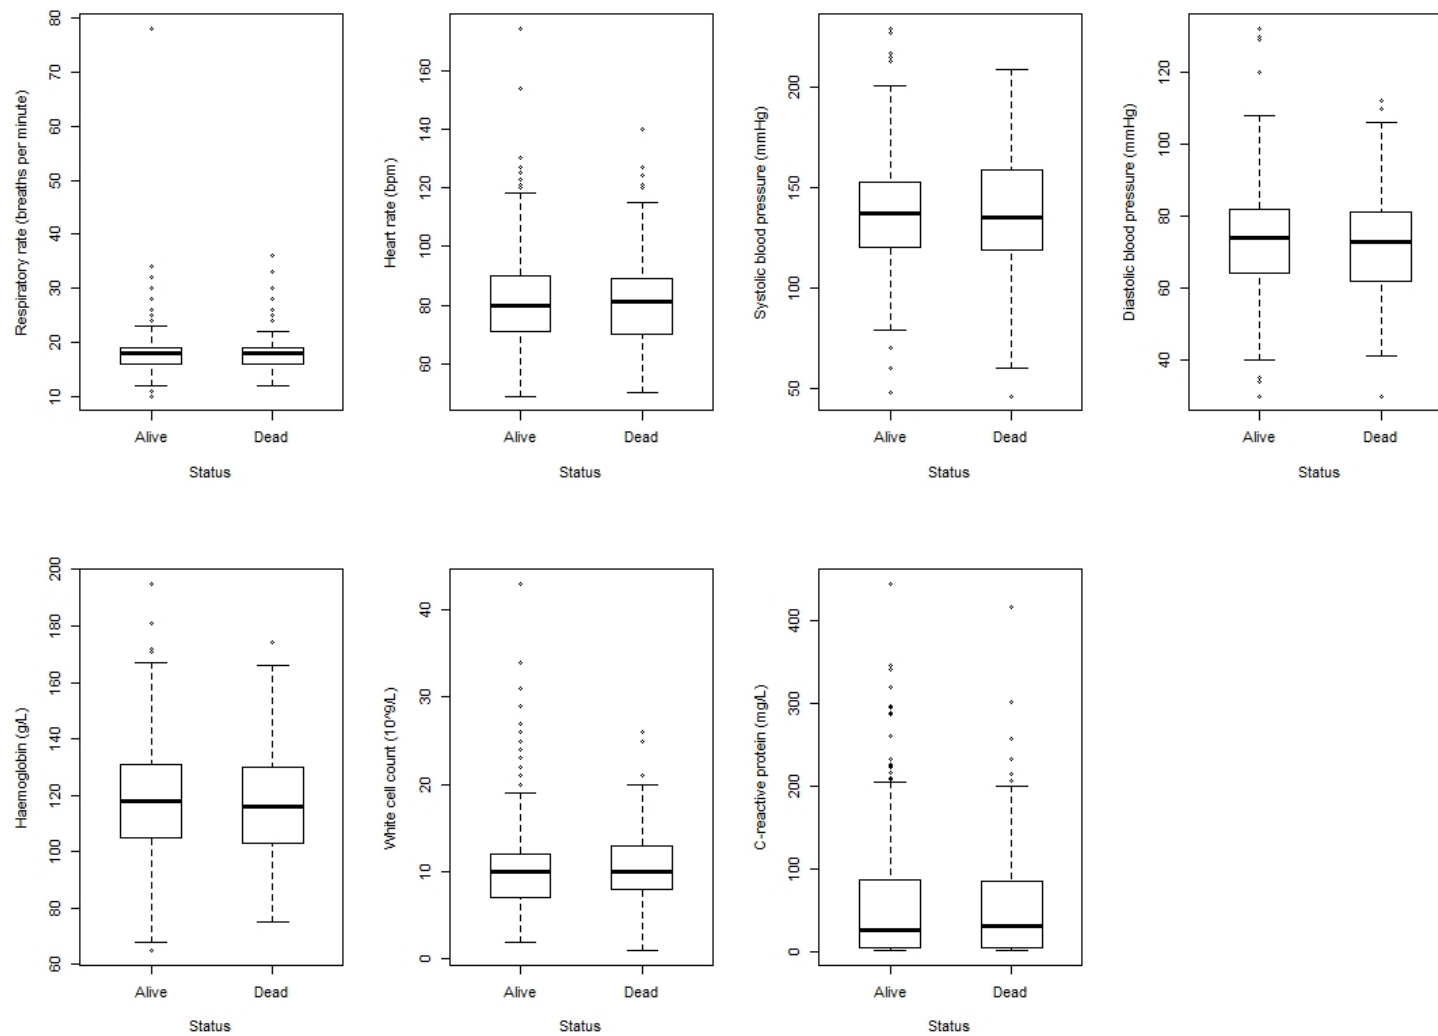 Respiratory rate (breaths per minute)
80
70
60
50
40
30
20
10
Alive Dead
Status
Heart rate (bpm)
160
140
120
100
80
60
Alive Dead
Status
Systolic blood pressure (mmHg)
200
150
100
50
Alive Dead
Status
Diastolic blood pressure (mmHg)
120
100
80
60
40
Alive Dead
Status
Haemoglobin (g/L)
200
180
160
140
120
100
80
60
Alive Dead
Status
White cell count (10^9/L)
40
30
20
10
0
Alive Dead
Status
C-reactive protein (mg/L)
400
300
200
100
0
Alive Dead
Status